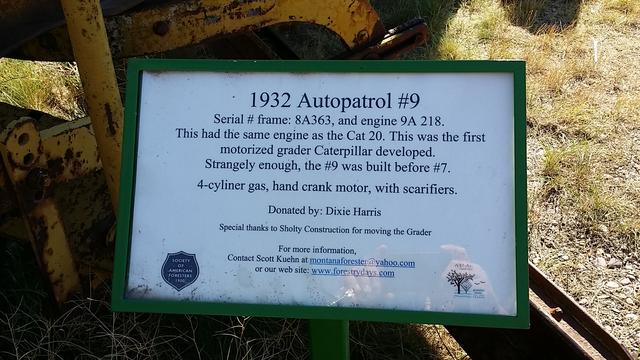 1932 Autopatrol #9
Serial # frame: 8A363, and engine 9A 218.
This had the same engine as the Cat 20. This was the first
motorized grader Caterpillar developed.
Strangely enough, the #9 was built before #7.
4-cyliner gas, hand crank motor, with scarifiers.
Donated by: Dixie Harris
Special thanks to Sholty Construction for moving the Grader
For more information,
Contact Scott Kuehn at montanaforester@yahoo.com
or our web site: www.forestrydays.com
SOCIETY
OF
AMERICAN
FORESTERS
1900